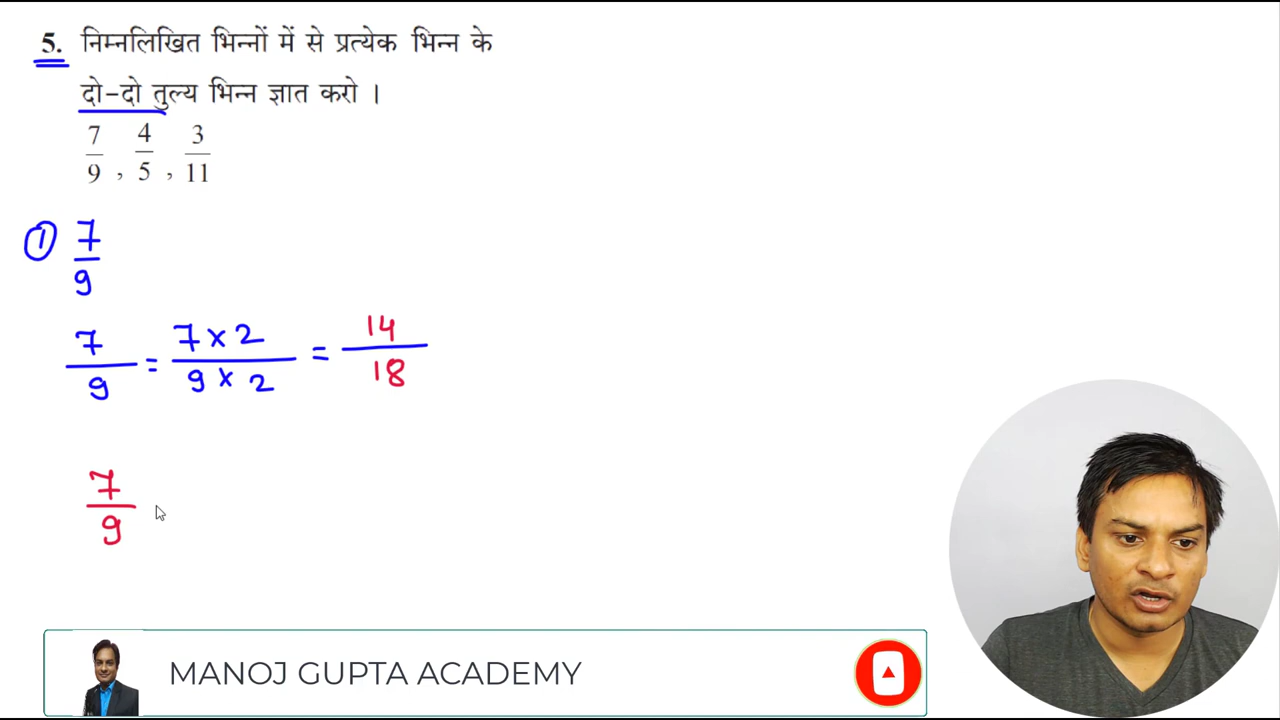 5. निम्नलिखित भिन्नों में से प्रत्येक भिन्न के
दो-दो तुल्य भिन्न ज्ञात करो ।
7/9 , 4/5 , 3/11
① 7/9
7/9 = 7 × 2/9 × 2 = 14/18
7/9
MANOJ GUPTA ACADEMY